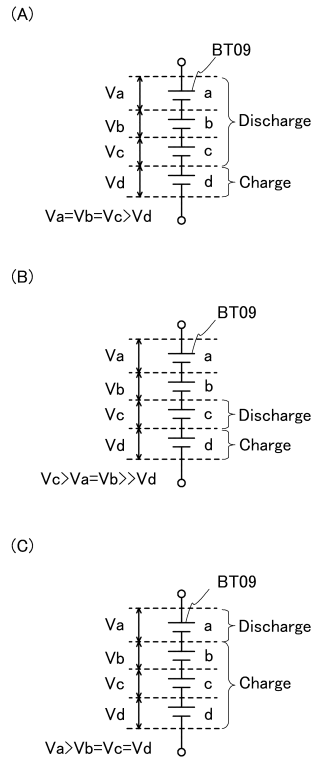 (A)
BT09
Va a
Vb b Discharge
Vc c
Vd d Charge
Va=Vb=Vc>Vd
(B)
BT09
Va a
Vb b
Vc c Discharge
Vd d Charge
Vc>Va=Vb>>Vd
(C)
BT09
Va a Discharge
Vb b
Vc c Charge
Vd d
Va>Vb=Vc=Vd